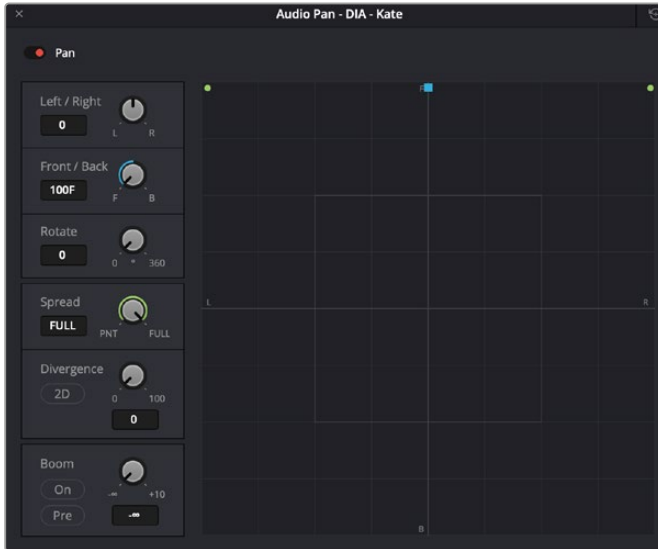 × Audio Pan - DIA - Kate
Pan
Left / Right
0
L R
Front / Back
100F
F B
Rotate
0
0 ° 360
Spread
FULL
PNT FULL
Divergence
2D
0 100
0
Boom
On
-∞ +10
Pre
-∞
F
L R
B